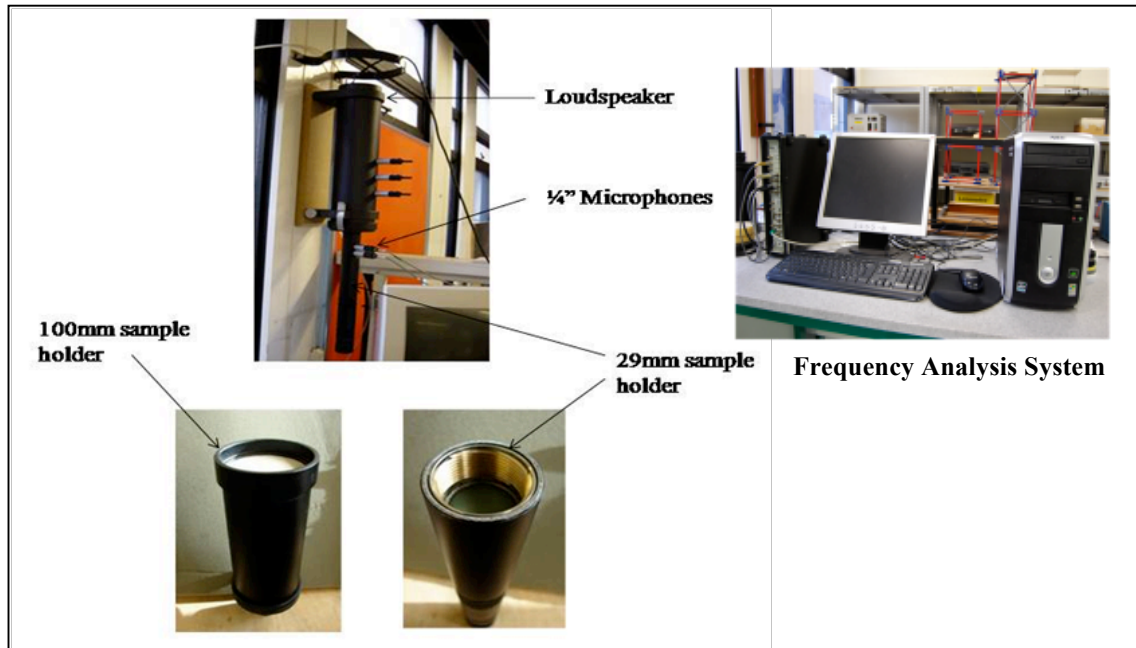 Loudspeaker
¼” Microphones
100mm sample
holder
29mm sample
holder
Frequency Analysis System